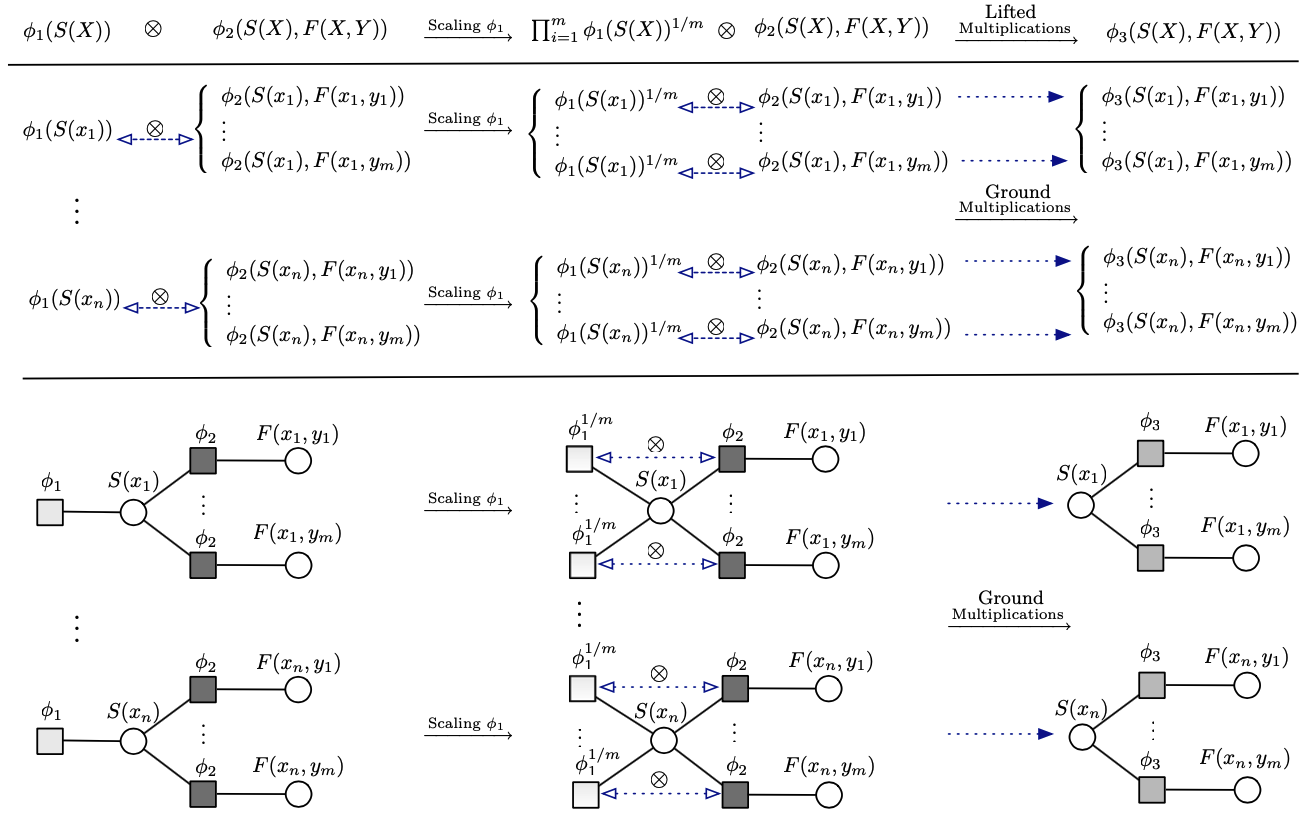 ϕ₁(S(X)) ⊗ ϕ₂(S(X), F(X, Y)) Scaling ϕ₁ ∏ᵢ₌₁ᵐ ϕ₁(S(X))^{1/m} ⊗ ϕ₂(S(X), F(X, Y)) Lifted Multiplications ϕ₃(S(X), F(X, Y))
ϕ₂(S(x₁), F(x₁, y₁)) ϕ₁(S(x₁))^{1/m} ⊗ ϕ₂(S(x₁), F(x₁, y₁)) ϕ₃(S(x₁), F(x₁, y₁))
ϕ₁(S(x₁)) ⊗ ⋮ Scaling ϕ₁ ⋮ ⋮ ⋮
ϕ₂(S(x₁), F(x₁, yₘ)) ϕ₁(S(x₁))^{1/m} ⊗ ϕ₂(S(x₁), F(x₁, yₘ)) ϕ₃(S(x₁), F(x₁, yₘ))
⋮ Ground Multiplications
ϕ₂(S(xₙ), F(xₙ, y₁)) ϕ₁(S(xₙ))^{1/m} ⊗ ϕ₂(S(xₙ), F(xₙ, y₁)) ϕ₃(S(xₙ), F(xₙ, y₁))
ϕ₁(S(xₙ)) ⊗ ⋮ Scaling ϕ₁ ⋮ ⋮ ⋮
ϕ₂(S(xₙ), F(xₙ, yₘ)) ϕ₁(S(xₙ))^{1/m} ⊗ ϕ₂(S(xₙ), F(xₙ, yₘ)) ϕ₃(S(xₙ), F(xₙ, yₘ))
ϕ₂ F(x₁, y₁) ϕ₁^{1/m} ⊗ ϕ₂ F(x₁, y₁) ϕ₃ F(x₁, y₁)
ϕ₁ S(x₁) ⋮ Scaling ϕ₁ ⋮ S(x₁) ⋮ S(x₁) ⋮
ϕ₂ F(x₁, yₘ) ϕ₁^{1/m} ⊗ ϕ₂ F(x₁, yₘ) ϕ₃ F(x₁, yₘ)
⋮ ⋮ Ground Multiplications
ϕ₂ F(xₙ, y₁) ϕ₁^{1/m} ⊗ ϕ₂ F(xₙ, y₁) ϕ₃ F(xₙ, y₁)
ϕ₁ S(xₙ) ⋮ Scaling ϕ₁ ⋮ S(xₙ) ⋮ S(xₙ) ⋮
ϕ₂ F(xₙ, yₘ) ϕ₁^{1/m} ⊗ ϕ₂ F(xₙ, yₘ) ϕ₃ F(xₙ, yₘ)